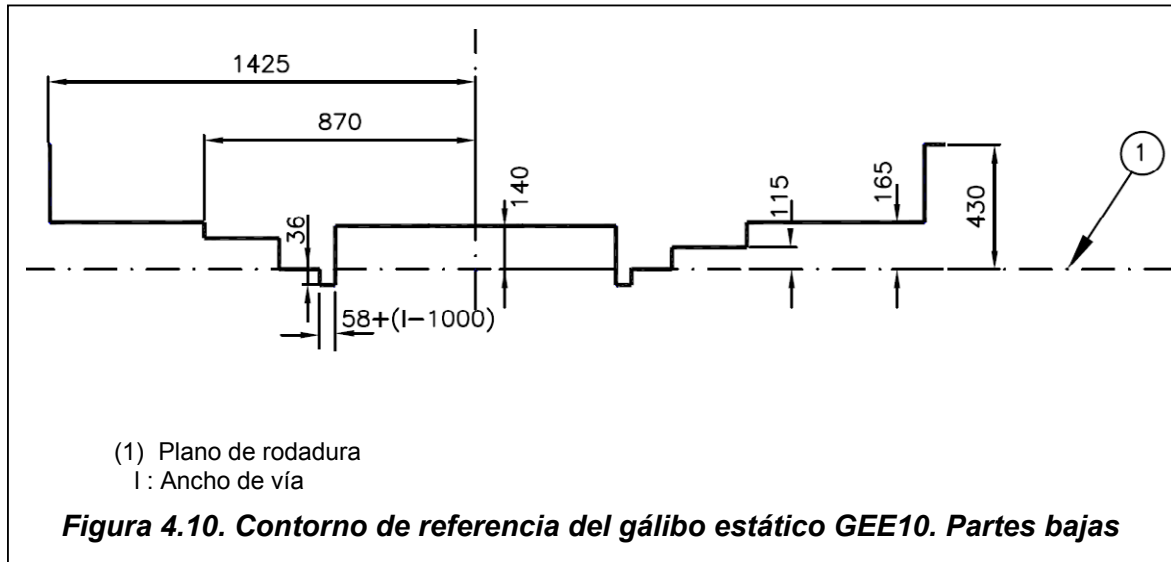 1425
870
1
140
165
115
430
36
58+(l−1000)
(1) Plano de rodadura
l : Ancho de vía
Figura 4.10. Contorno de referencia del gálibo estático GEE10. Partes bajas